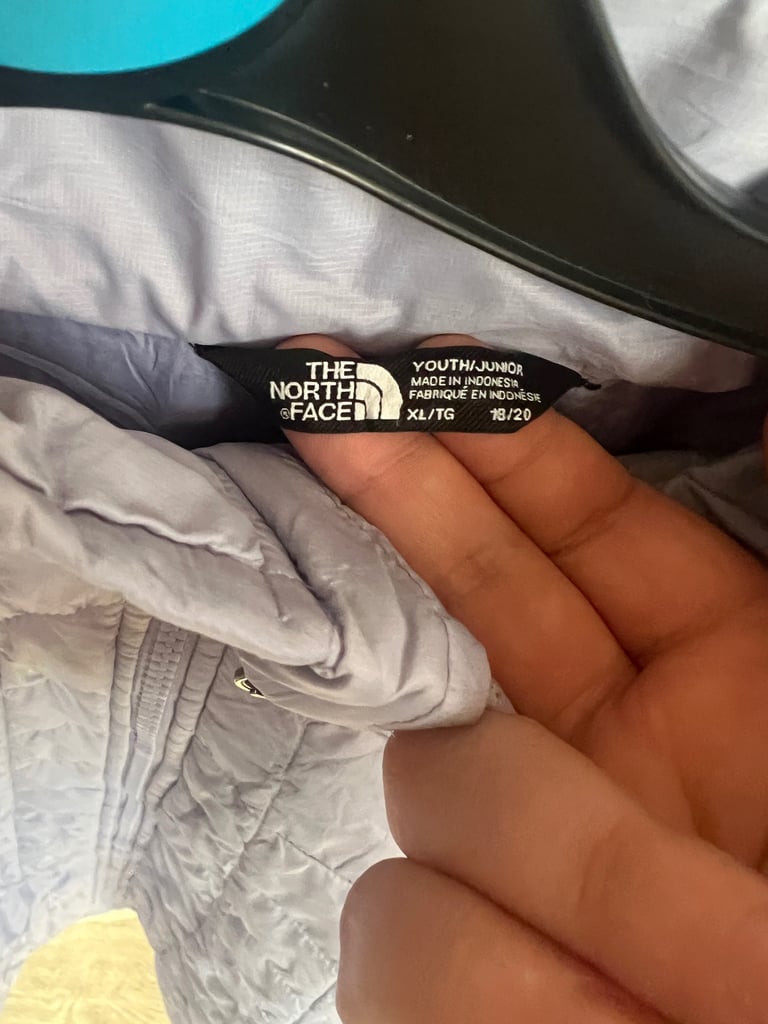 THE
NORTH
®FACE
YOUTH/JUNIOR
MADE IN INDONESIA
FABRIQUÉ EN INDONÉSIE
XL/TG 18/20